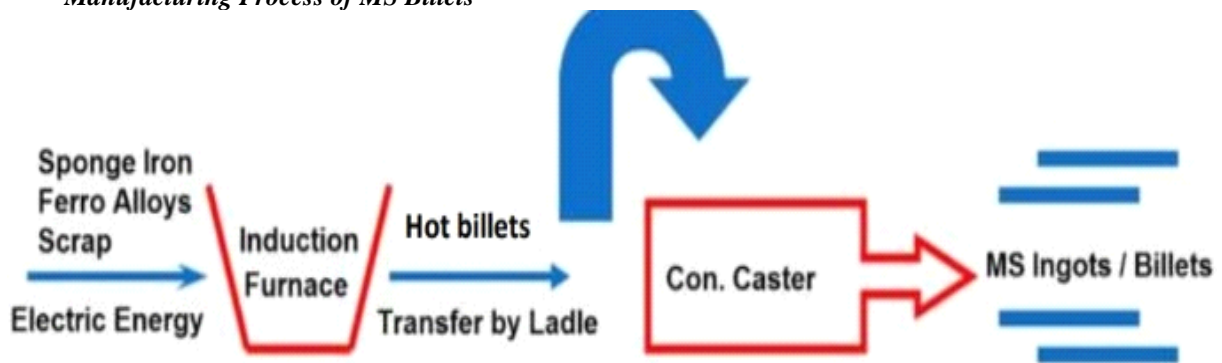 Manufacturing Process of MS Billets
Sponge Iron
Ferro Alloys
Scrap
Electric Energy
Induction
Furnace
Hot billets
Transfer by Ladle
Con. Caster
MS Ingots / Billets